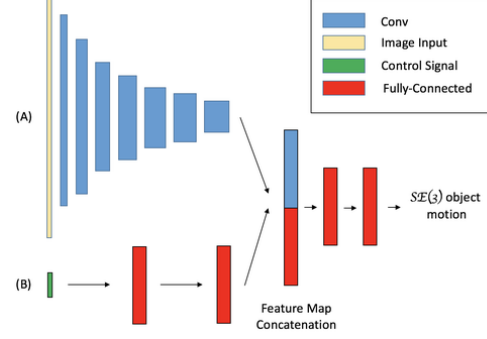 Conv
Image Input
Control Signal
Fully-Connected
(A)
SE(3) object
motion
(B)
Feature Map
Concatenation